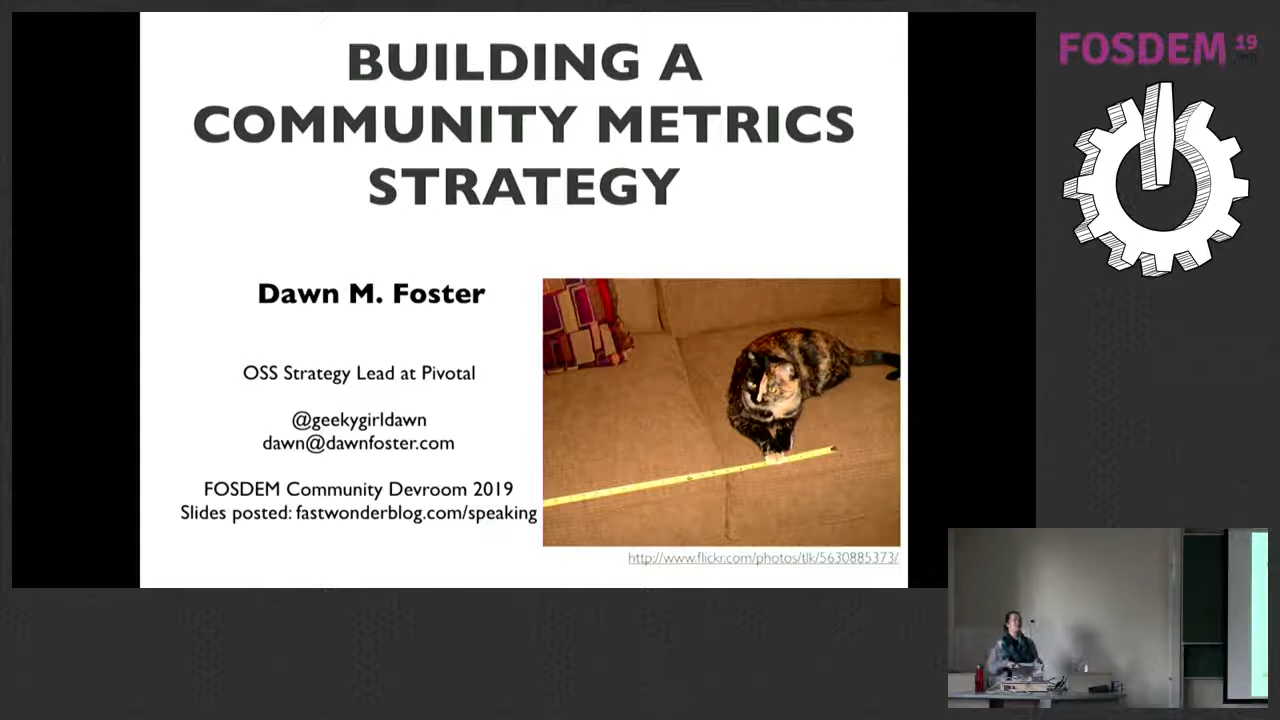 BUILDING A
COMMUNITY METRICS
STRATEGY
Dawn M. Foster
OSS Strategy Lead at Pivotal
@geekygirldawn
dawn@dawnfoster.com
FOSDEM Community Devroom 2019
Slides posted: fastwonderblog.com/speaking
http://www.flickr.com/photos/tlk/5630885373/
FOSDEM 19